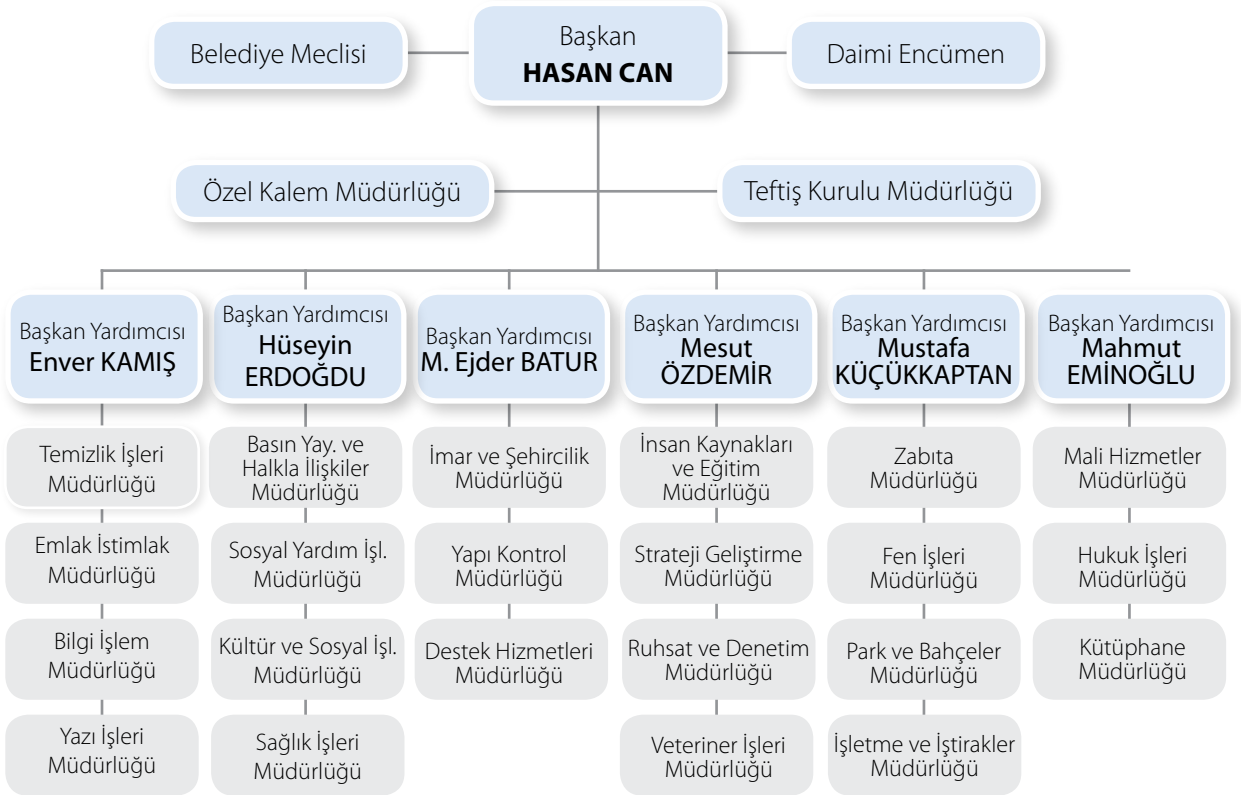 Belediye Meclisi
Başkan
HASAN CAN
Daimi Encümen
Özel Kalem Müdürlüğü
Teftiş Kurulu Müdürlüğü
Başkan Yardımcısı
Enver KAMIŞ
Başkan Yardımcısı
Hüseyin
ERDOĞDU
Başkan Yardımcısı
M. Ejder BATUR
Başkan Yardımcısı
Mesut
ÖZDEMİR
Başkan Yardımcısı
Mustafa
KÜÇÜKKAPTAN
Başkan Yardımcısı
Mahmut
EMİNOĞLU
Temizlik İşleri
Müdürlüğü
Basın Yay. ve
Halkla İlişkiler
Müdürlüğü
İmar ve Şehircilik
Müdürlüğü
İnsan Kaynakları
ve Eğitim
Müdürlüğü
Zabıta
Müdürlüğü
Mali Hizmetler
Müdürlüğü
Emlak İstimlak
Müdürlüğü
Sosyal Yardım İşl.
Müdürlüğü
Yapı Kontrol
Müdürlüğü
Strateji Geliştirme
Müdürlüğü
Fen İşleri
Müdürlüğü
Hukuk İşleri
Müdürlüğü
Bilgi İşlem
Müdürlüğü
Kültür ve Sosyal İşl.
Müdürlüğü
Destek Hizmetleri
Müdürlüğü
Ruhsat ve Denetim
Müdürlüğü
Park ve Bahçeler
Müdürlüğü
Kütüphane
Müdürlüğü
Yazı İşleri
Müdürlüğü
Sağlık İşleri
Müdürlüğü
Veteriner İşleri
Müdürlüğü
İşletme ve İştirakler
Müdürlüğü